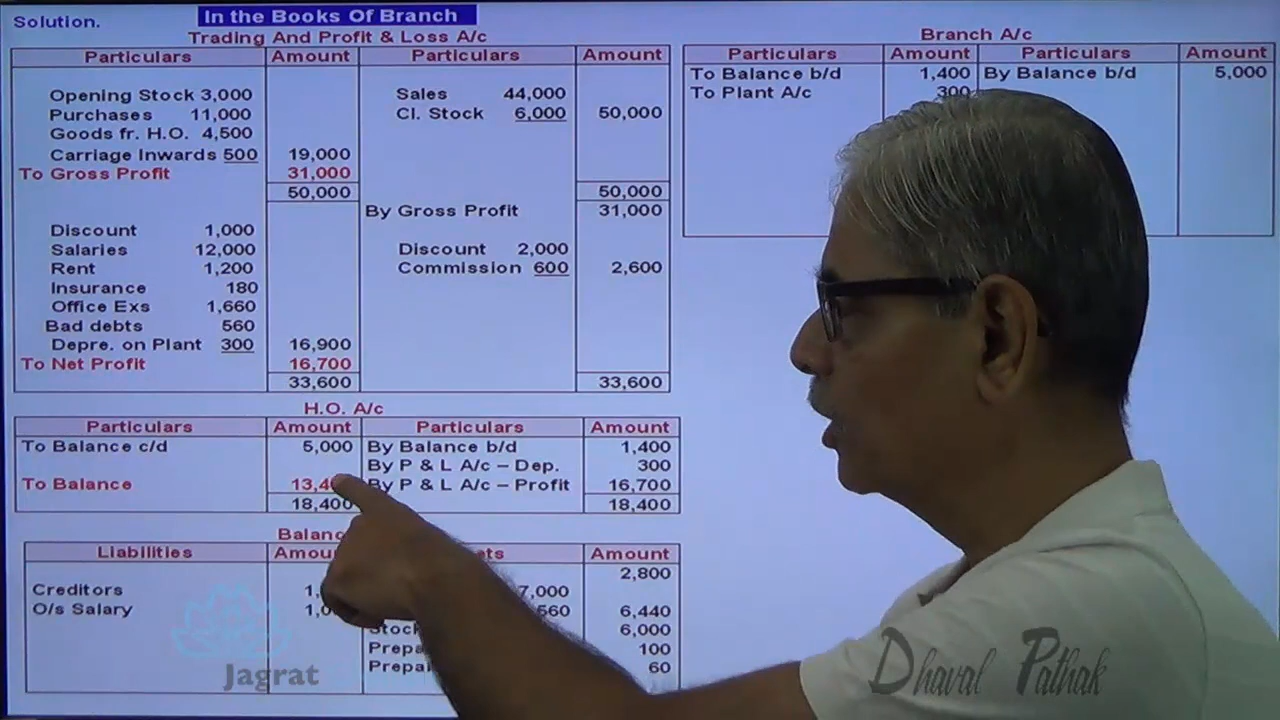 Solution.
In the Books Of Branch
Trading And Profit & Loss A/c
Particulars Amount Particulars Amount
Opening Stock 3,000 Sales 44,000
Purchases 11,000 Cl. Stock 6,000 50,000
Goods fr. H.O. 4,500
Carriage Inwards 500 19,000
To Gross Profit 31,000
50,000 50,000
By Gross Profit 31,000
Discount 1,000
Salaries 12,000 Discount 2,000
Rent 1,200 Commission 600 2,600
Insurance 180
Office Exs 1,660
Bad debts 560
Depre. on Plant 300 16,900
To Net Profit 16,700
33,600 33,600
H.O. A/c
Particulars Amount Particulars Amount
To Balance c/d 5,000 By Balance b/d 1,400
By P & L A/c – Dep. 300
To Balance By P & L A/c – Profit 16,700
18,400 18,400
Liabilities Amount
2,800
Creditors 7,000
O/s Salary 560 6,440
Stock 6,000
100
60
Branch A/c
Particulars Amount Particulars Amount
To Balance b/d 1,400 By Balance b/d 5,000
To Plant A/c 300
Jagrat
Dhaval Pathak